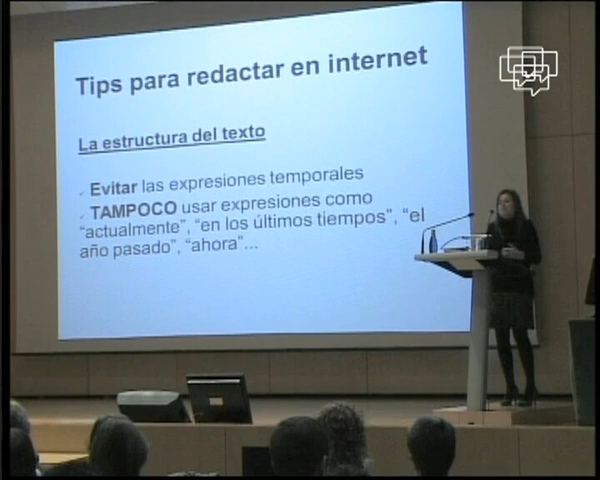 Tips para redactar en internet
La estructura del texto
✓ Evitar las expresiones temporales
✓ TAMPOCO usar expresiones como
“actualmente”, “en los últimos tiempos”, “el
año pasado”, “ahora”...